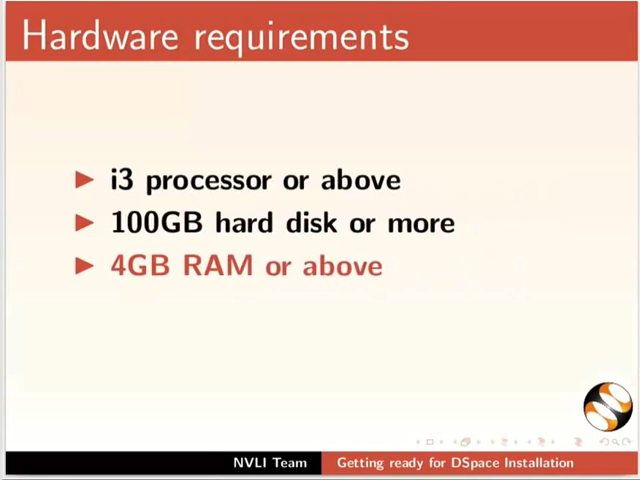 Hardware requirements
i3 processor or above
100GB hard disk or more
4GB RAM or above
NVLI Team
Getting ready for DSpace Installation